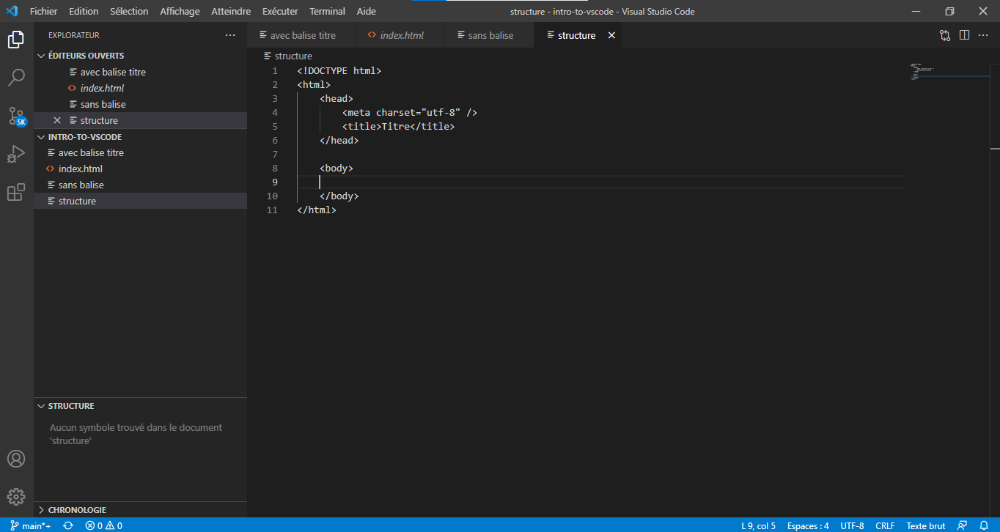 Fichier Edition Sélection Affichage Atteindre Exécuter Terminal Aide structure - intro-to-vscode - Visual Studio Code
EXPLORATEUR ···
ÉDITEURS OUVERTS
avec balise titre
index.html
sans balise
structure
INTRO-TO-VSCODE
avec balise titre
index.html
sans balise
structure
STRUCTURE
Aucun symbole trouvé dans le document
'structure'
CHRONOLOGIE
5K
avec balise titre index.html sans balise structure
structure
1 <!DOCTYPE html>
2 <html>
3 <head>
4 <meta charset="utf-8" />
5 <title>Titre</title>
6 </head>
7
8 <body>
9
10 </body>
11 </html>
main*+ 0 0 L 9, col 5 Espaces : 4 UTF-8 CRLF Texte brut